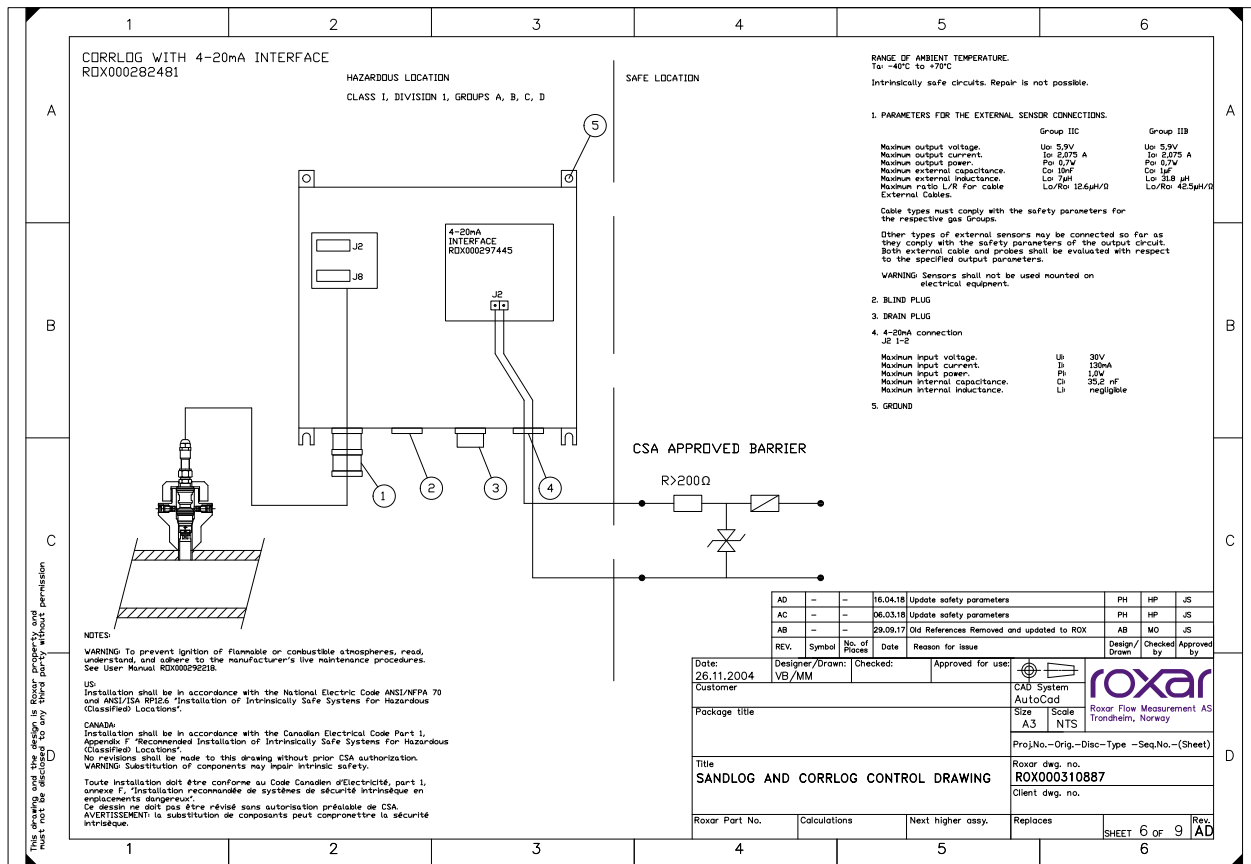 1 2 3 4 5 6
CORRLOG WITH 4-20mA INTERFACE
ROX000282481
HAZARDOUS LOCATION
CLASS I, DIVISION 1, GROUPS A, B, C, D
SAFE LOCATION
A
A
B
B
C
C
D
D
5
J2
J8
4-20mA
INTERFACE
ROX000297445
J2
1
2
3
4
CSA APPROVED BARRIER
R>200Ω
RANGE OF AMBIENT TEMPERATURE.
Ta: -40°C to +70°C
Intrinsically safe circuits. Repair is not possible.
1. PARAMETERS FOR THE EXTERNAL SENSOR CONNECTIONS.
Group IIC Group IIB
Maximum output voltage. Uo: 5,9V Uo: 5,9V
Maximum output current. Io: 2,075 A Io: 2,075 A
Maximum output power. Po: 0,7W Po: 0,7W
Maximum external capacitance. Co: 10nF Co: 1µF
Maximum external inductance. Lo: 7µH Lo: 31.8 µH
Maximum ratio L/R for cable Lo/Ro: 12.6µH/Ω Lo/Ro: 42.5µH/Ω
External Cables.
Cable types must comply with the safety parameters for
the respective gas Groups.
Other types of external sensors may be connected so far as
they comply with the safety parameters of the output circuit.
Both external cable and probes shall be evaluated with respect
to the specified output parameters.
WARNING: Sensors shall not be used mounted on
electrical equipment.
2. BLIND PLUG
3. DRAIN PLUG
4. 4-20mA connection
J2 1-2
Maximum input voltage. Ui: 30V
Maximum input current. Ii: 130mA
Maximum input power. Pi: 1,0W
Maximum internal capacitance. Ci: 35,2 nF
Maximum internal inductance. Li: negligible
5. GROUND
NOTES:
WARNING: To prevent ignition of flammable or combustible atmospheres, read,
understand, and adhere to the manufacturer's live maintenance procedures.
See User Manual ROX000292218.
US:
Installation shall be in accordance with the National Electric Code ANSI/NFPA 70
and ANSI/ISA RP12.6 "Installation of Intrinsically Safe Systems for Hazardous
(Classified) Locations".
CANADA:
Installation shall be in accordance with the Canadian Electrical Code Part 1,
Appendix F "Recommended Installation of Intrinsically Safe Systems for Hazardous
(Classified) Locations".
No revisions shall be made to this drawing without prior CSA authorization.
WARNING: Substitution of components may impair intrinsic safety.
Toute installation doit être conforme au Code Canadien d'Electricité, part 1,
annexe F, "Installation recommandée de systèmes de sécurité intrinsèque en
enplacements dangereux".
Ce dessin ne doit pas être révisé sans autorisation préalable de CSA.
AVERTISSEMENT: la substitution de composants peut compromettre la sécurité
intrisèque.
This drawing and the design is Roxar property and
must not be disclosed to any third party without permission
AD - - 16.04.18 Update safety parameters PH HP JS
AC - - 06.03.18 Update safety parameters PH HP JS
AB - - 29.09.17 Old References Removed and updated to ROX AB MO JS
REV. Symbol No. of Places Date Reason for issue Design/ Drawn Checked by Approved by
Date: Designer/Drawn: Checked: Approved for use:
26.11.2004 VB/MM
Customer
CAD System
AutoCad
Package title
Size Scale
A3 NTS
roxar
Roxar Flow Measurement AS
Trondheim, Norway
Proj.No.-Orig.-Disc-Type -Seq.No.-(Sheet)
Title
SANDLOG AND CORRLOG CONTROL DRAWING
Roxar dwg. no.
ROX000310887
Client dwg. no.
Roxar Part No. Calculations Next higher assy. Replaces
SHEET 6 OF 9
Rev.
AD
1 2 3 4 5 6